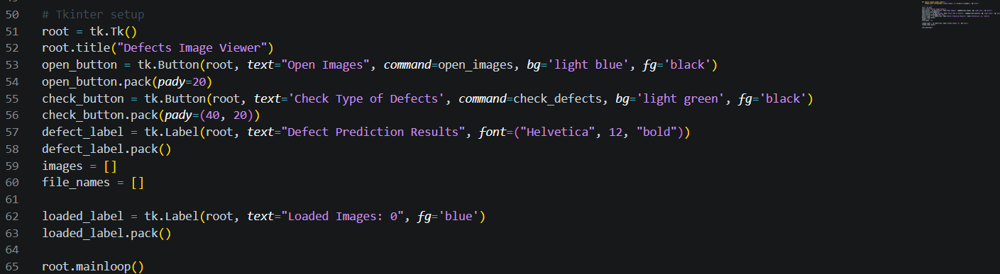 50 # Tkinter setup
51 root = tk.Tk()
52 root.title("Defects Image Viewer")
53 open_button = tk.Button(root, text="Open Images", command=open_images, bg='light blue', fg='black')
54 open_button.pack(pady=20)
55 check_button = tk.Button(root, text='Check Type of Defects', command=check_defects, bg='light green', fg='black')
56 check_button.pack(pady=(40, 20))
57 defect_label = tk.Label(root, text="Defect Prediction Results", font=("Helvetica", 12, "bold"))
58 defect_label.pack()
59 images = []
60 file_names = []
61
62 loaded_label = tk.Label(root, text="Loaded Images: 0", fg='blue')
63 loaded_label.pack()
64
65 root.mainloop()